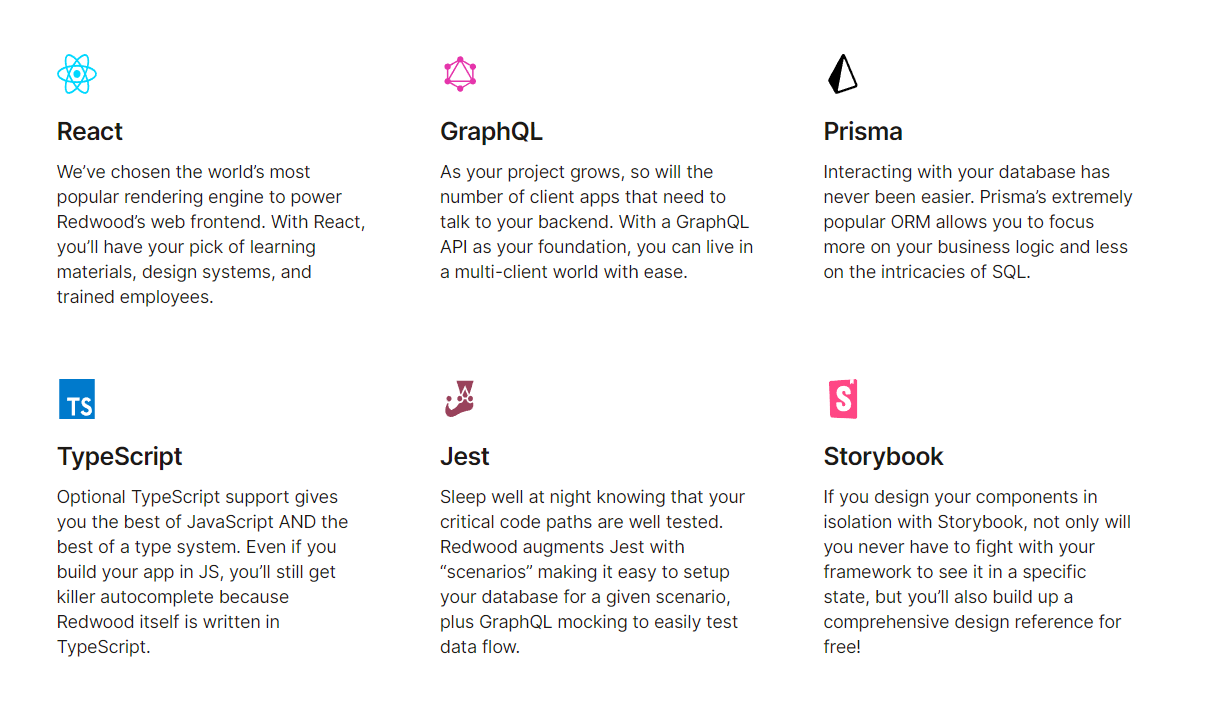 React
We’ve chosen the world’s most
popular rendering engine to power
Redwood’s web frontend. With React,
you’ll have your pick of learning
materials, design systems, and
trained employees.
GraphQL
As your project grows, so will the
number of client apps that need to
talk to your backend. With a GraphQL
API as your foundation, you can live in
a multi-client world with ease.
Prisma
Interacting with your database has
never been easier. Prisma’s extremely
popular ORM allows you to focus
more on your business logic and less
on the intricacies of SQL.
TS
TypeScript
Optional TypeScript support gives
you the best of JavaScript AND the
best of a type system. Even if you
build your app in JS, you’ll still get
killer autocomplete because
Redwood itself is written in
TypeScript.
Jest
Sleep well at night knowing that your
critical code paths are well tested.
Redwood augments Jest with
“scenarios” making it easy to setup
your database for a given scenario,
plus GraphQL mocking to easily test
data flow.
S
Storybook
If you design your components in
isolation with Storybook, not only will
you never have to fight with your
framework to see it in a specific
state, but you’ll also build up a
comprehensive design reference for
free!